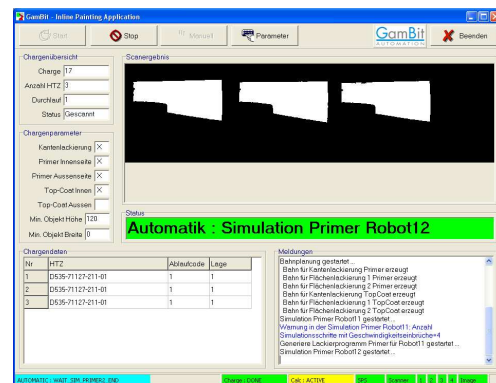 GamBit - Inline Painting Application
Start Stop Manuell Parameter GamBit AUTOMATION Beenden
Chargenübersicht
Charge 17
Anzahl HTZ 3
Durchlauf 1
Status Gescannt
Scanergebnis
Chargenparameter
Kantenlackierung X
Primer Innenseite X
Primer Aussenseite X
Top-Coat Innen X
Top-Coat Aussen
Min. Objekt Höhe 120
Min. Objekt Breite 0
Status
Automatik : Simulation Primer Robot12
Chargendaten
Nr HTZ Ablaufcode Lage
1 D535-71127-211-01 1 1
2 D535-71127-211-01 1 1
3 D535-71127-211-01 1 1
Meldungen
Bahnplanung gestartet...
Bahn für Kantenlackierung Primer erzeugt
Bahn für Flächenlackierung 1 Primer erzeugt
Bahn für Flächenlackierung 2 Primer erzeugt
Bahn für Kantenlackierung TopCoat erzeugt
Bahn für Flächenlackierung 1 TopCoat erzeugt
Bahn für Flächenlackierung 2 TopCoat erzeugt
Simulation Primer Robot11 gestartet...
Warnung in der Simulation Primer Robot11: Anzahl
Simulationsschritte mit Geschwindigkeitseinbrüche=4
Generiere Lackierprogramm Primer für Robot11 gestartet...
Simulation Primer Robot12 gestartet...
AUTOMATIC : WAIT_SIM_PRIMER2_END Charge : DONE Calc : ACTIVE SPS Scanner 1 2 3 4 Image